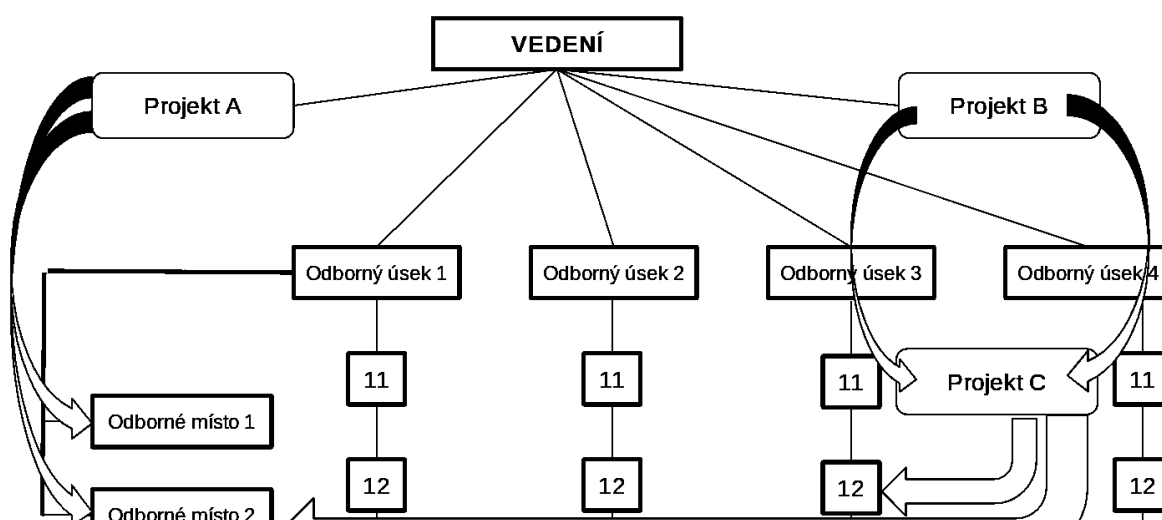 VEDENÍ
Projekt A
Projekt B
Odborný úsek 1
Odborný úsek 2
Odborný úsek 3
Odborný úsek 4
11
11
11
Projekt C
11
Odborné místo 1
12
12
12
12
Odborné místo 2